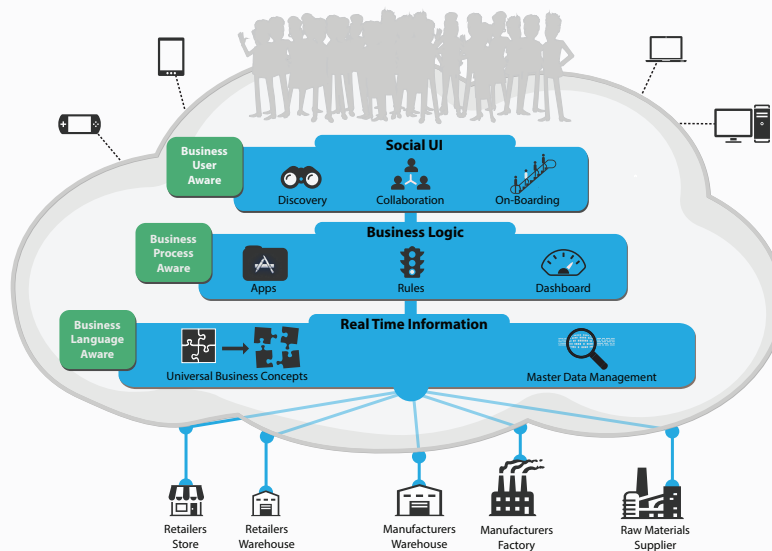 Social UI
Business
User
Aware
Discovery
Collaboration
On-Boarding
Business Logic
Business
Process
Aware
Apps
Rules
Dashboard
Real Time Information
Business
Language
Aware
Universal Business Concepts
Master Data Management
Retailers
Store
Retailers
Warehouse
Manufacturers
Warehouse
Manufacturers
Factory
Raw Materials
Supplier